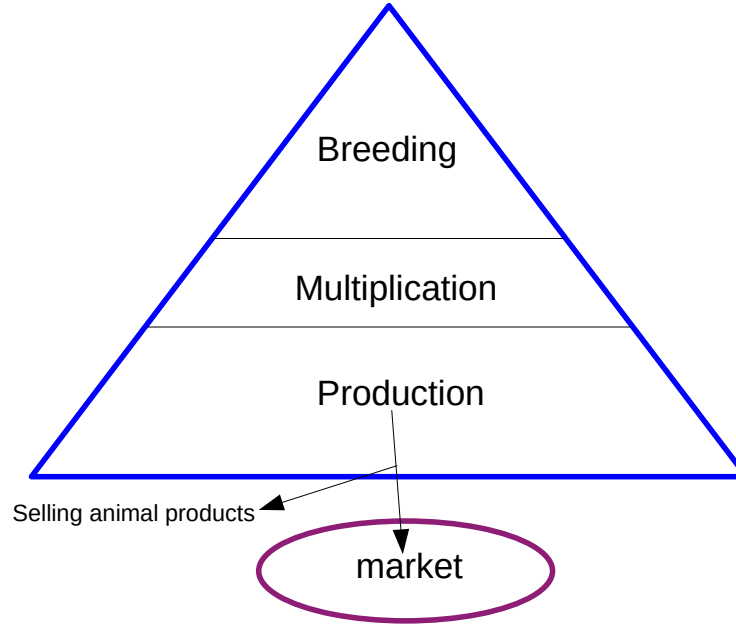 Breeding
Multiplication
Production
Selling animal products
market